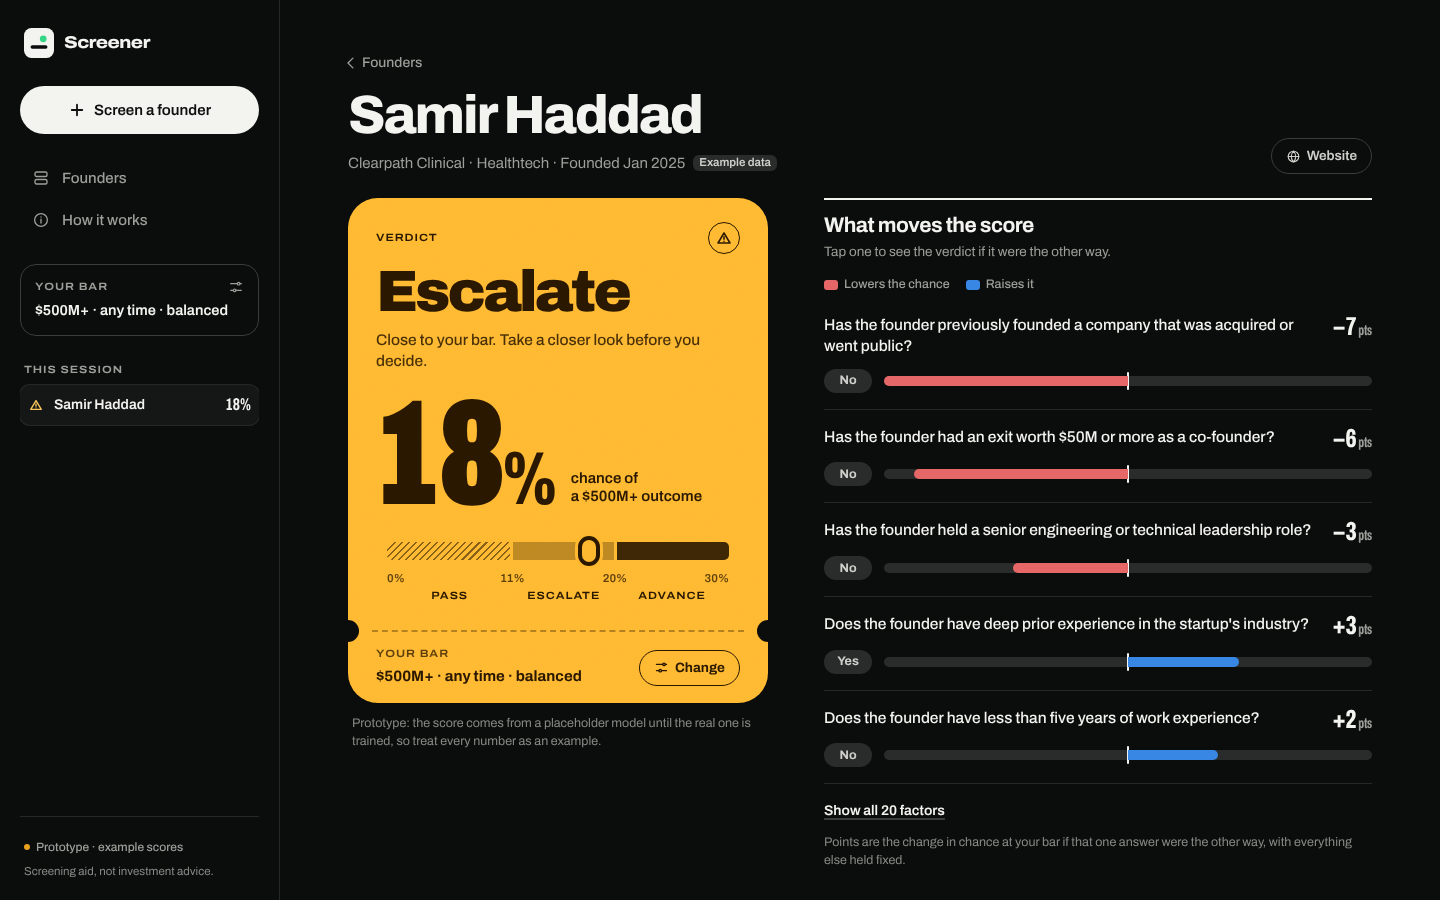 Screener
Screen a founder
Founders
How it works
YOUR BAR
$500M+ · any time · balanced
THIS SESSION
Samir Haddad
18%
Prototype · example scores
Screening aid, not investment advice.
Founders
Samir Haddad
Clearpath Clinical · Healthtech · Founded Jan 2025
Example data
Website
VERDICT
Escalate
Close to your bar. Take a closer look before you
decide.
18%
chance of
a $500M+ outcome
0%
11%
20%
30%
PASS
ESCALATE
ADVANCE
YOUR BAR
$500M+ · any time · balanced
Change
Prototype: the score comes from a placeholder model until the real one is
trained, so treat every number as an example.
What moves the score
Tap one to see the verdict if it were the other way.
Lowers the chance
Raises it
Has the founder previously founded a company that was acquired or
went public?
−7 pts
No
Has the founder had an exit worth $50M or more as a co-founder?
−6 pts
No
Has the founder held a senior engineering or technical leadership role?
−3 pts
No
Does the founder have deep prior experience in the startup's industry?
+3 pts
Yes
Does the founder have less than five years of work experience?
+2 pts
No
Show all 20 factors
Points are the change in chance at your bar if that one answer were the other way, with everything
else held fixed.